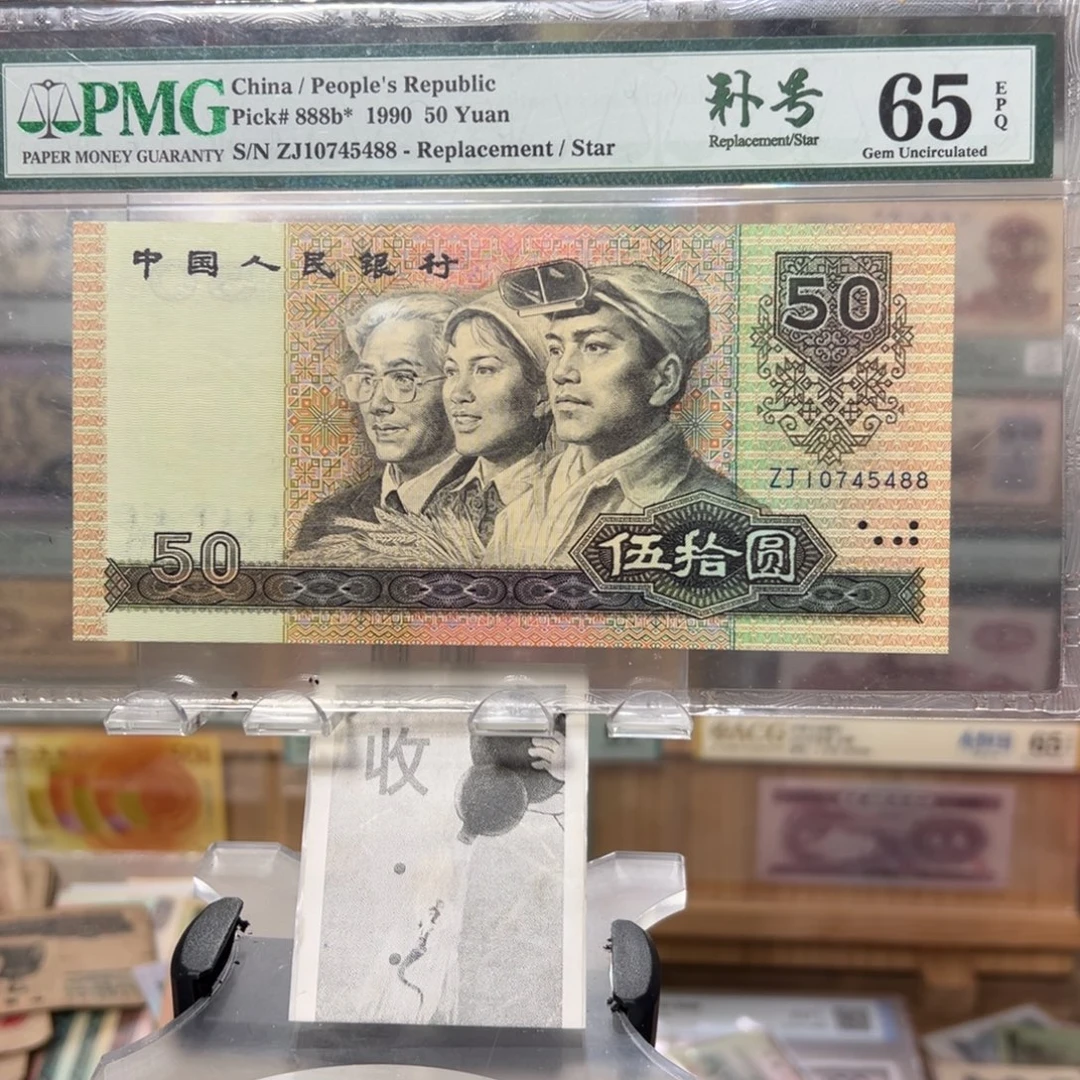 PMG
PAPER MONEY GUARANTY
China / People's Republic
Pick# 888b* 1990 50 Yuan
S/N ZJ10745488 - Replacement / Star
补号
Replacement/Star
65
EPQ
Gem Uncirculated
中国人民银行
50
ZJ10745488
50
伍拾圆
收
ACG
65